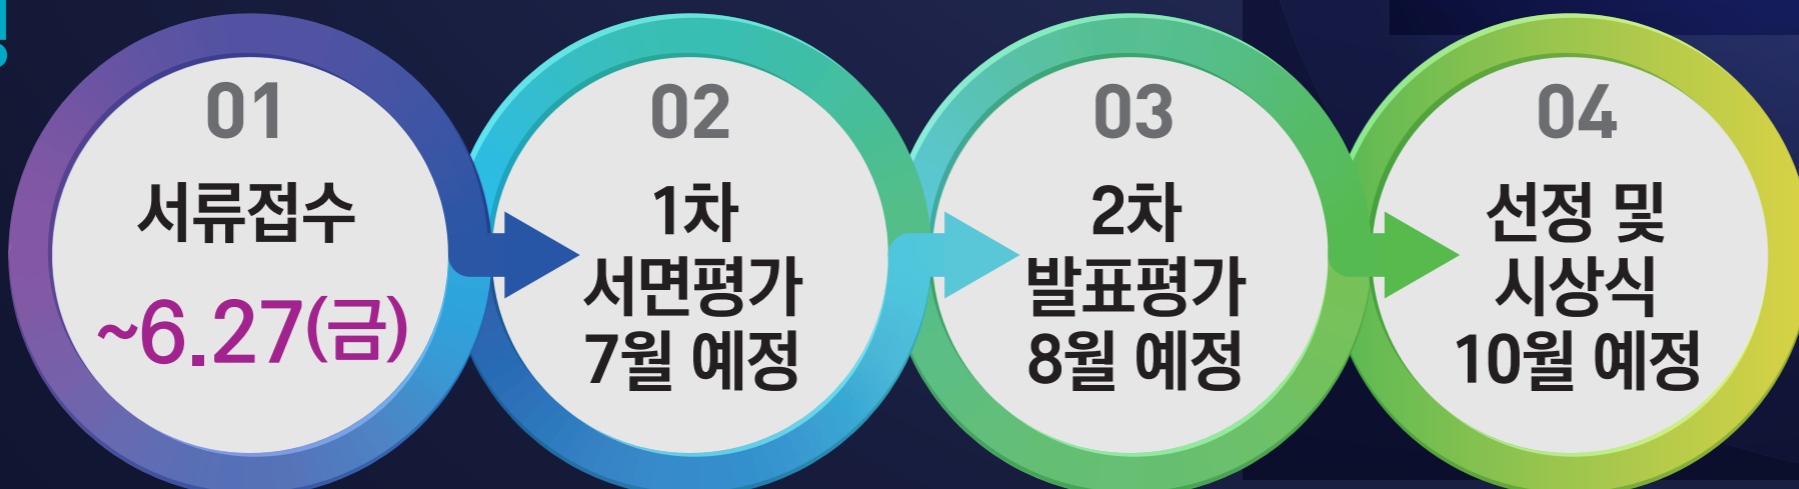 01
서류접수
~6.27(금)
02
1차
서면평가
7월 예정
03
2차
발표평가
8월 예정
04
선정 및
시상식
10월 예정